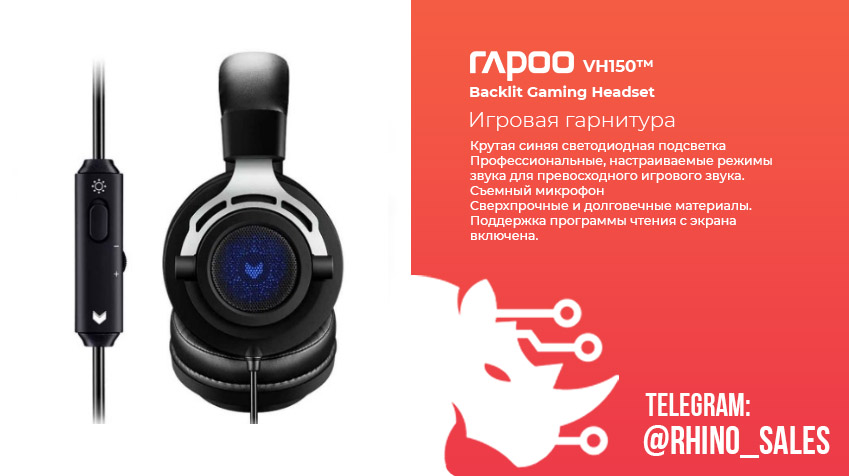 rapoo VH150™
Backlit Gaming Headset
Игровая гарнитура
Крутая синяя светодиодная подсветка
Профессиональные, настраиваемые режимы
звука для превосходного игрового звука.
Съемный микрофон
Сверхпрочные и долговечные материалы.
Поддержка программы чтения с экрана
включена.
TELEGRAM:
@RHINO_SALES